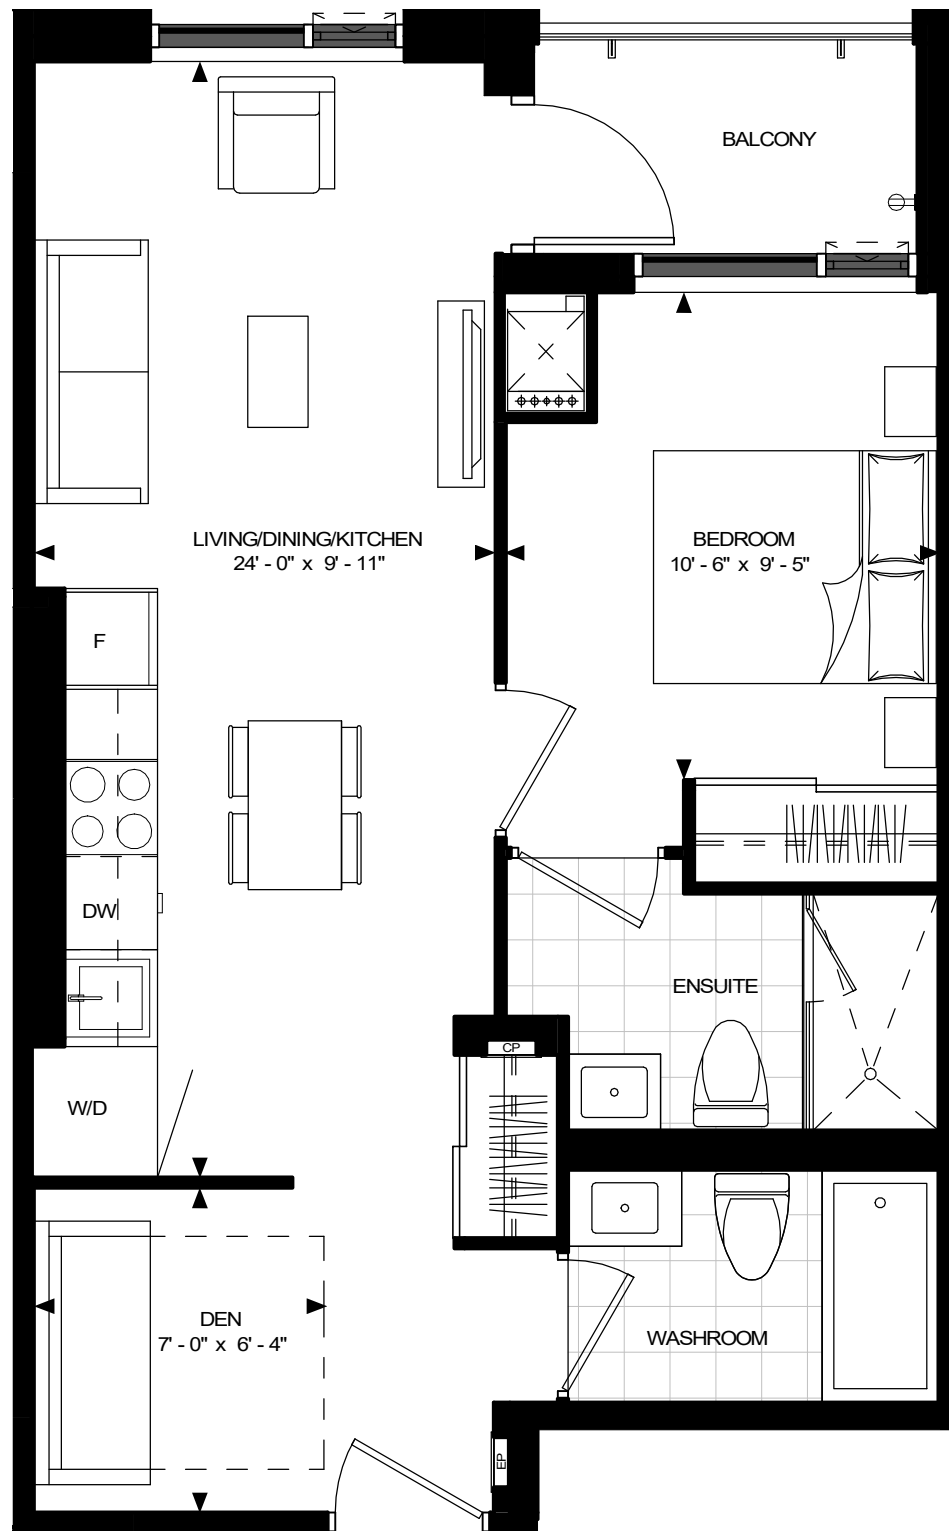 BALCONY
LIVING/DINING/KITCHEN
24' - 0" x 9' - 11"
BEDROOM
10' - 6" x 9' - 5"
F
DW
ENSUITE
CP
W/D
DEN
7' - 0" x 6' - 4"
WASHROOM
EP